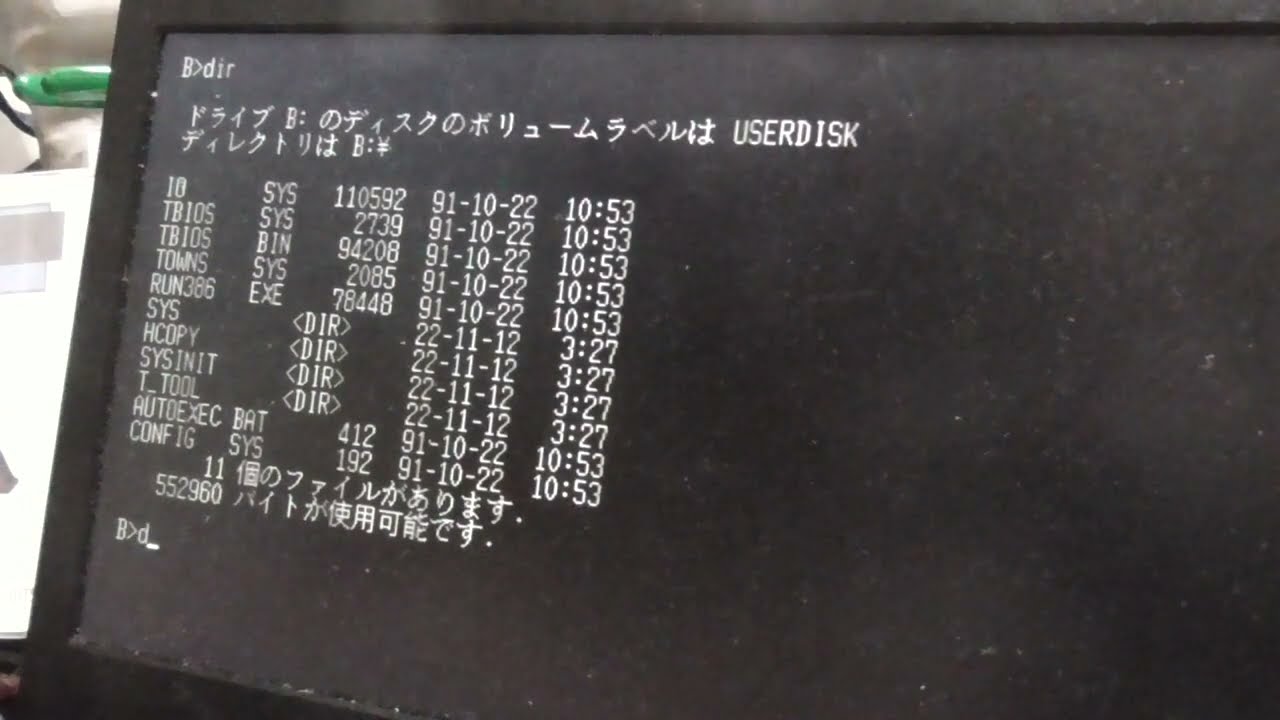 B>dir
ドライブ B: のディスクのボリュームラベルは USERDISK
ディレクトリは B:¥
IO SYS 110592 91-10-22 10:53
TBIOS SYS 2739 91-10-22 10:53
TBIOS BIN 94208 91-10-22 10:53
TOWNS SYS 2085 91-10-22 10:53
RUN386 EXE 78448 91-10-22 10:53
SYS <DIR> 22-11-12 3:27
HCOPY <DIR> 22-11-12 3:27
SYSINIT <DIR> 22-11-12 3:27
T_TOOL <DIR> 22-11-12 3:27
AUTOEXEC BAT 412 91-10-22 10:53
CONFIG SYS 192 91-10-22 10:53
11 個のファイルがあります.
552960 バイトが使用可能です.
B>d_